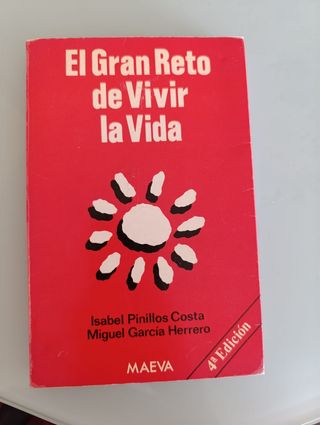 El Gran Reto
de Vivir
la Vida
Isabel Pinillos Costa
Miguel García Herrero
4ª Edición
MAEVA